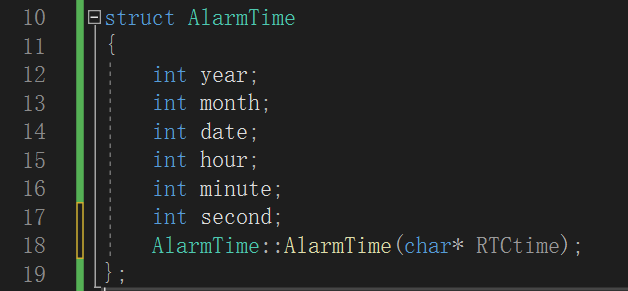 10 struct AlarmTime
11 {
12 int year;
13 int month;
14 int date;
15 int hour;
16 int minute;
17 int second;
18 AlarmTime::AlarmTime(char* RTCtime);
19 };